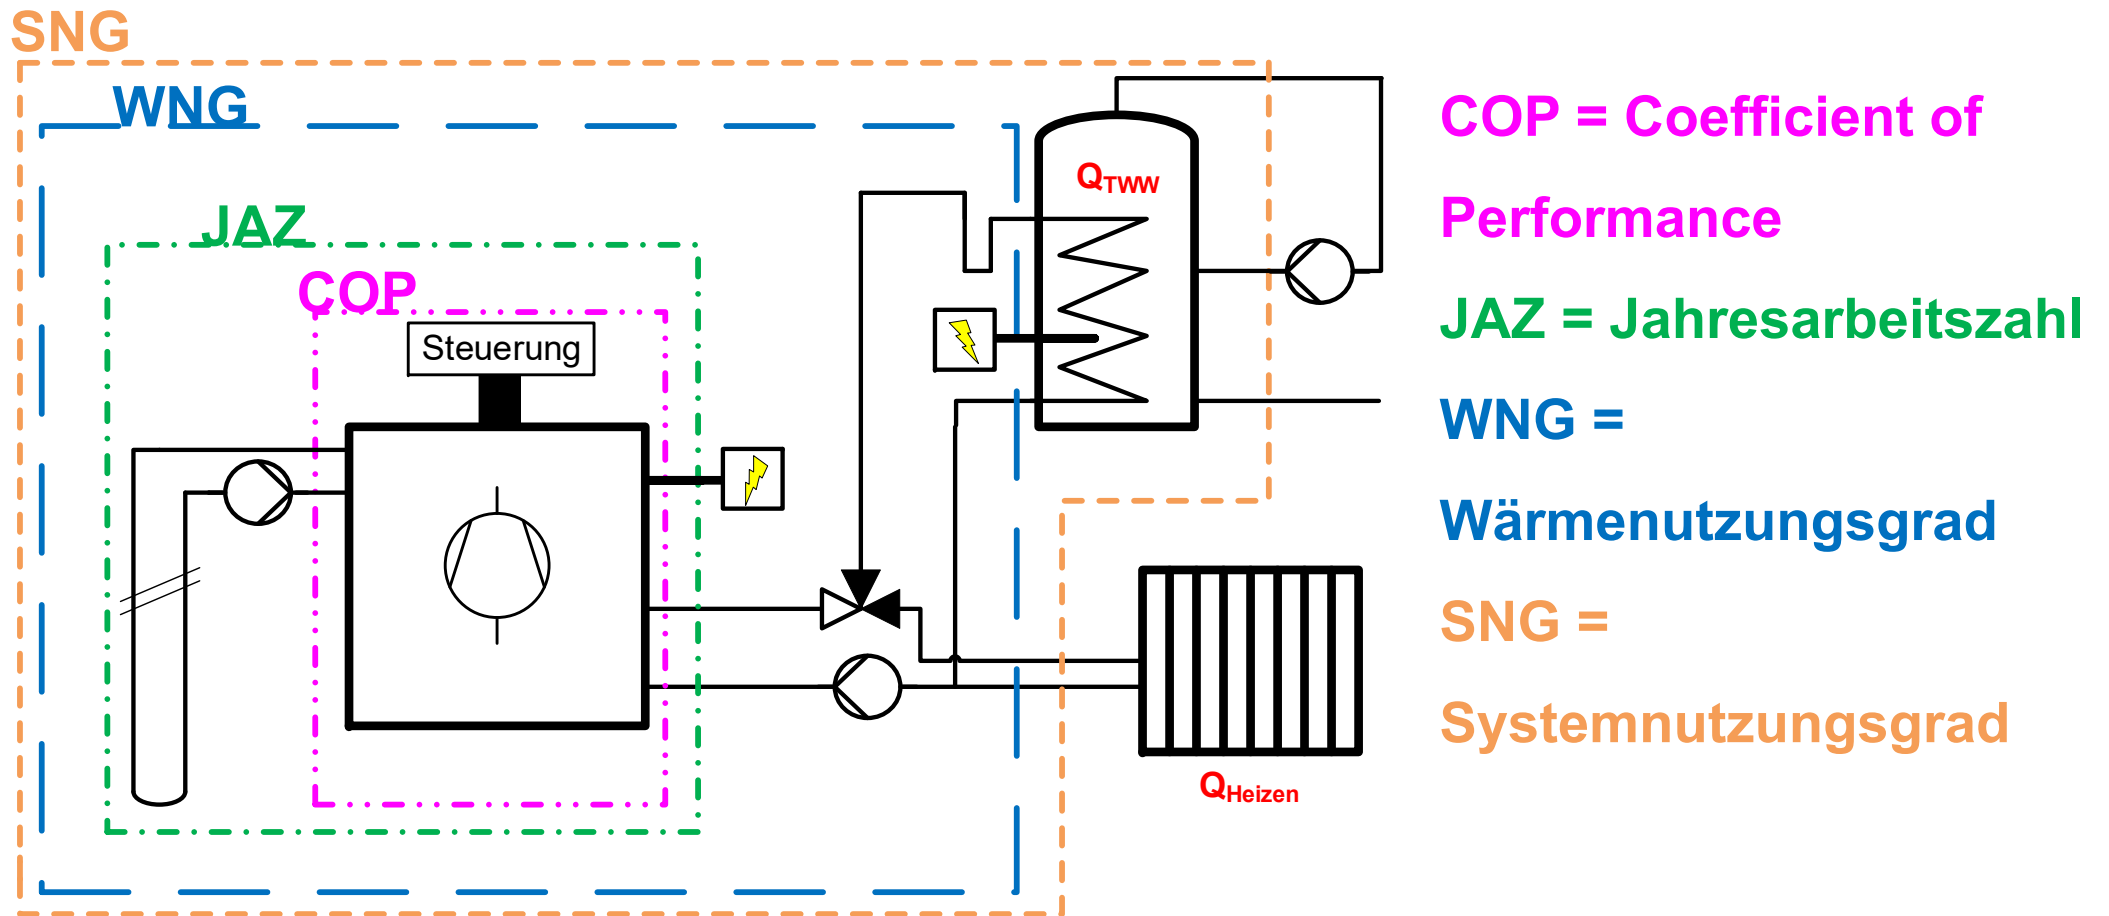 SNG
WNG
JAZ
COP
Steuerung
QTWW
QHeizen
COP = Coefficient of
Performance
JAZ = Jahresarbeitszahl
WNG =
Wärmenutzungsgrad
SNG =
Systemnutzungsgrad